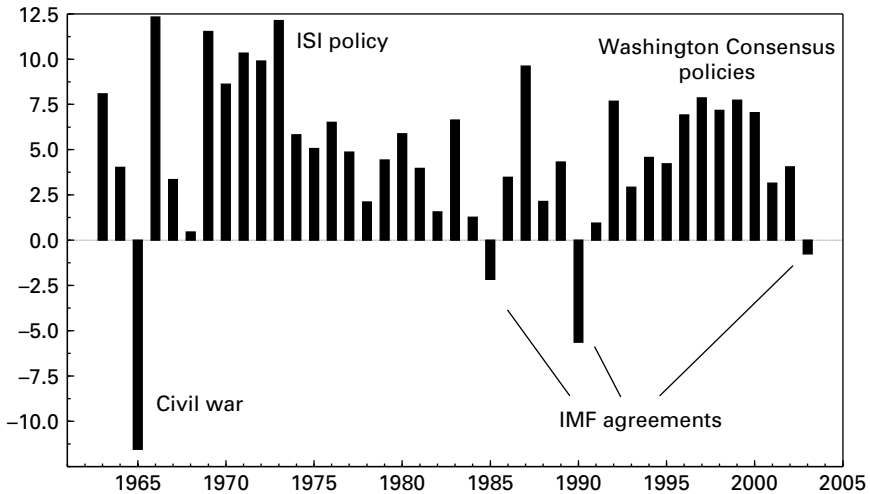 12.5
10.0
7.5
5.0
2.5
0.0
–2.5
–5.0
–7.5
–10.0
ISI policy
Washington Consensus
policies
Civil war
IMF agreements
1965 1970 1975 1980 1985 1990 1995 2000 2005